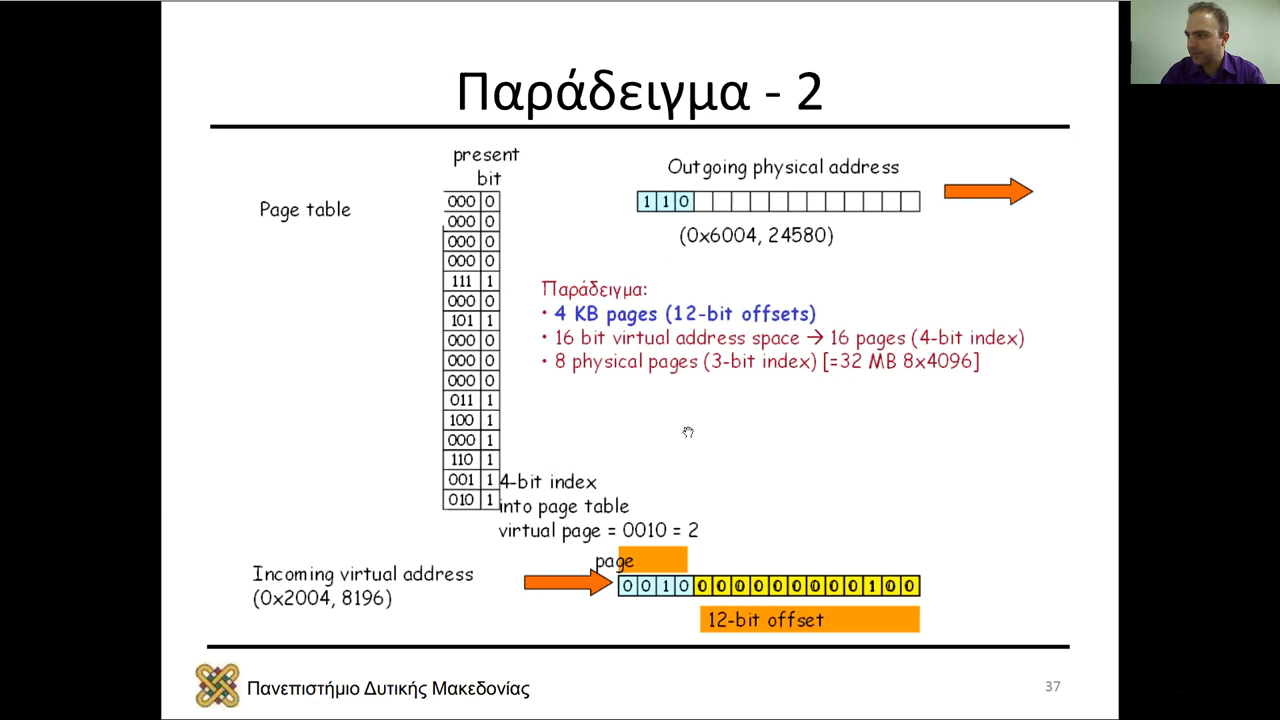 Παράδειγμα - 2
present
bit
Page table
000 0
000 0
000 0
000 0
111 1
000 0
101 1
000 0
000 0
000 0
011 1
100 1
000 1
110 1
001 1
010 1
Outgoing physical address
1 1 0
(0x6004, 24580)
Παράδειγμα:
• 4 KB pages (12-bit offsets)
• 16 bit virtual address space → 16 pages (4-bit index)
• 8 physical pages (3-bit index) [=32 MB 8x4096]
4-bit index
into page table
virtual page = 0010 = 2
page
Incoming virtual address
(0x2004, 8196)
0 0 1 0 0 0 0 0 0 0 0 0 0 1 0 0
12-bit offset
Πανεπιστήμιο Δυτικής Μακεδονίας
37